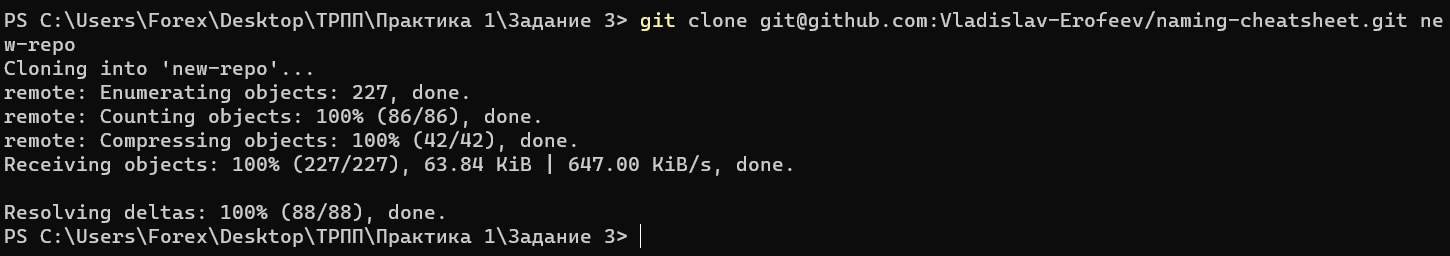 PS C:\Users\Forex\Desktop\ТРПП\Практика 1\Задание 3> git clone git@github.com:Vladislav-Erofeev/naming-cheatsheet.git ne
w-repo
Cloning into 'new-repo'...
remote: Enumerating objects: 227, done.
remote: Counting objects: 100% (86/86), done.
remote: Compressing objects: 100% (42/42), done.
Receiving objects: 100% (227/227), 63.84 KiB | 647.00 KiB/s, done.
Resolving deltas: 100% (88/88), done.
PS C:\Users\Forex\Desktop\ТРПП\Практика 1\Задание 3>